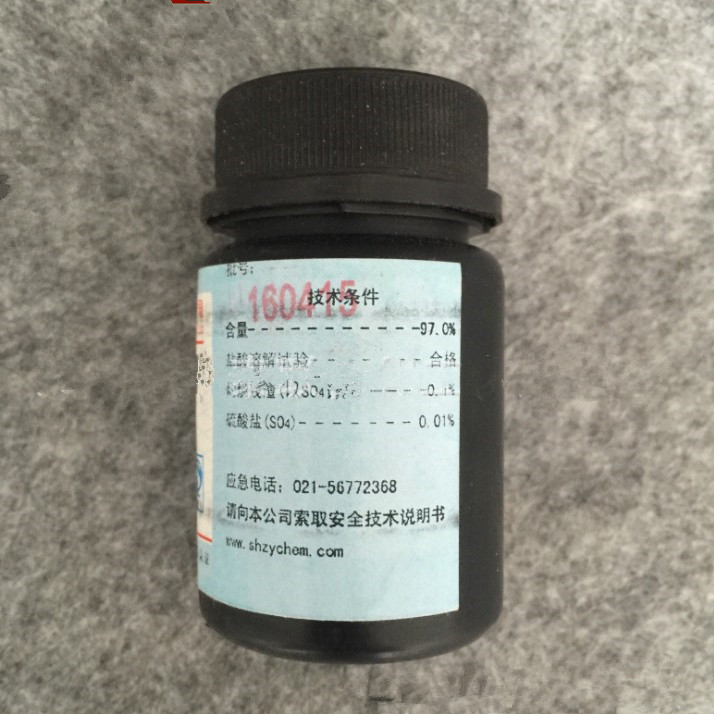 批号:
160415
技术条件
含量------------97.0%
盐酸溶解试验------合格
硫酸盐(SO4)-------0.01%
应急电话: 021-56772368
请向本公司索取安全技术说明书
www.shzychem.com